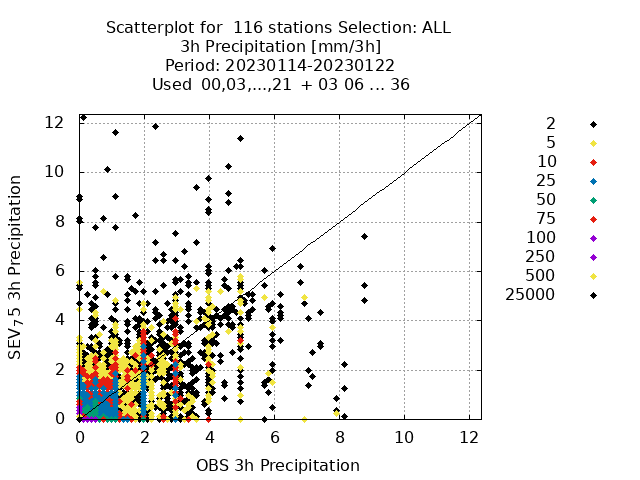 Scatterplot for  116 stations Selection: ALL
3h Precipitation [mm/3h]
Period: 20230114-20230122
Used  00,03,...,21  + 03 06 ... 36
SEV_75 3h Precipitation
12
10
8
6
4
2
0
0 2 4 6 8 10 12
OBS 3h Precipitation
2
5
10
25
50
75
100
250
500
25000